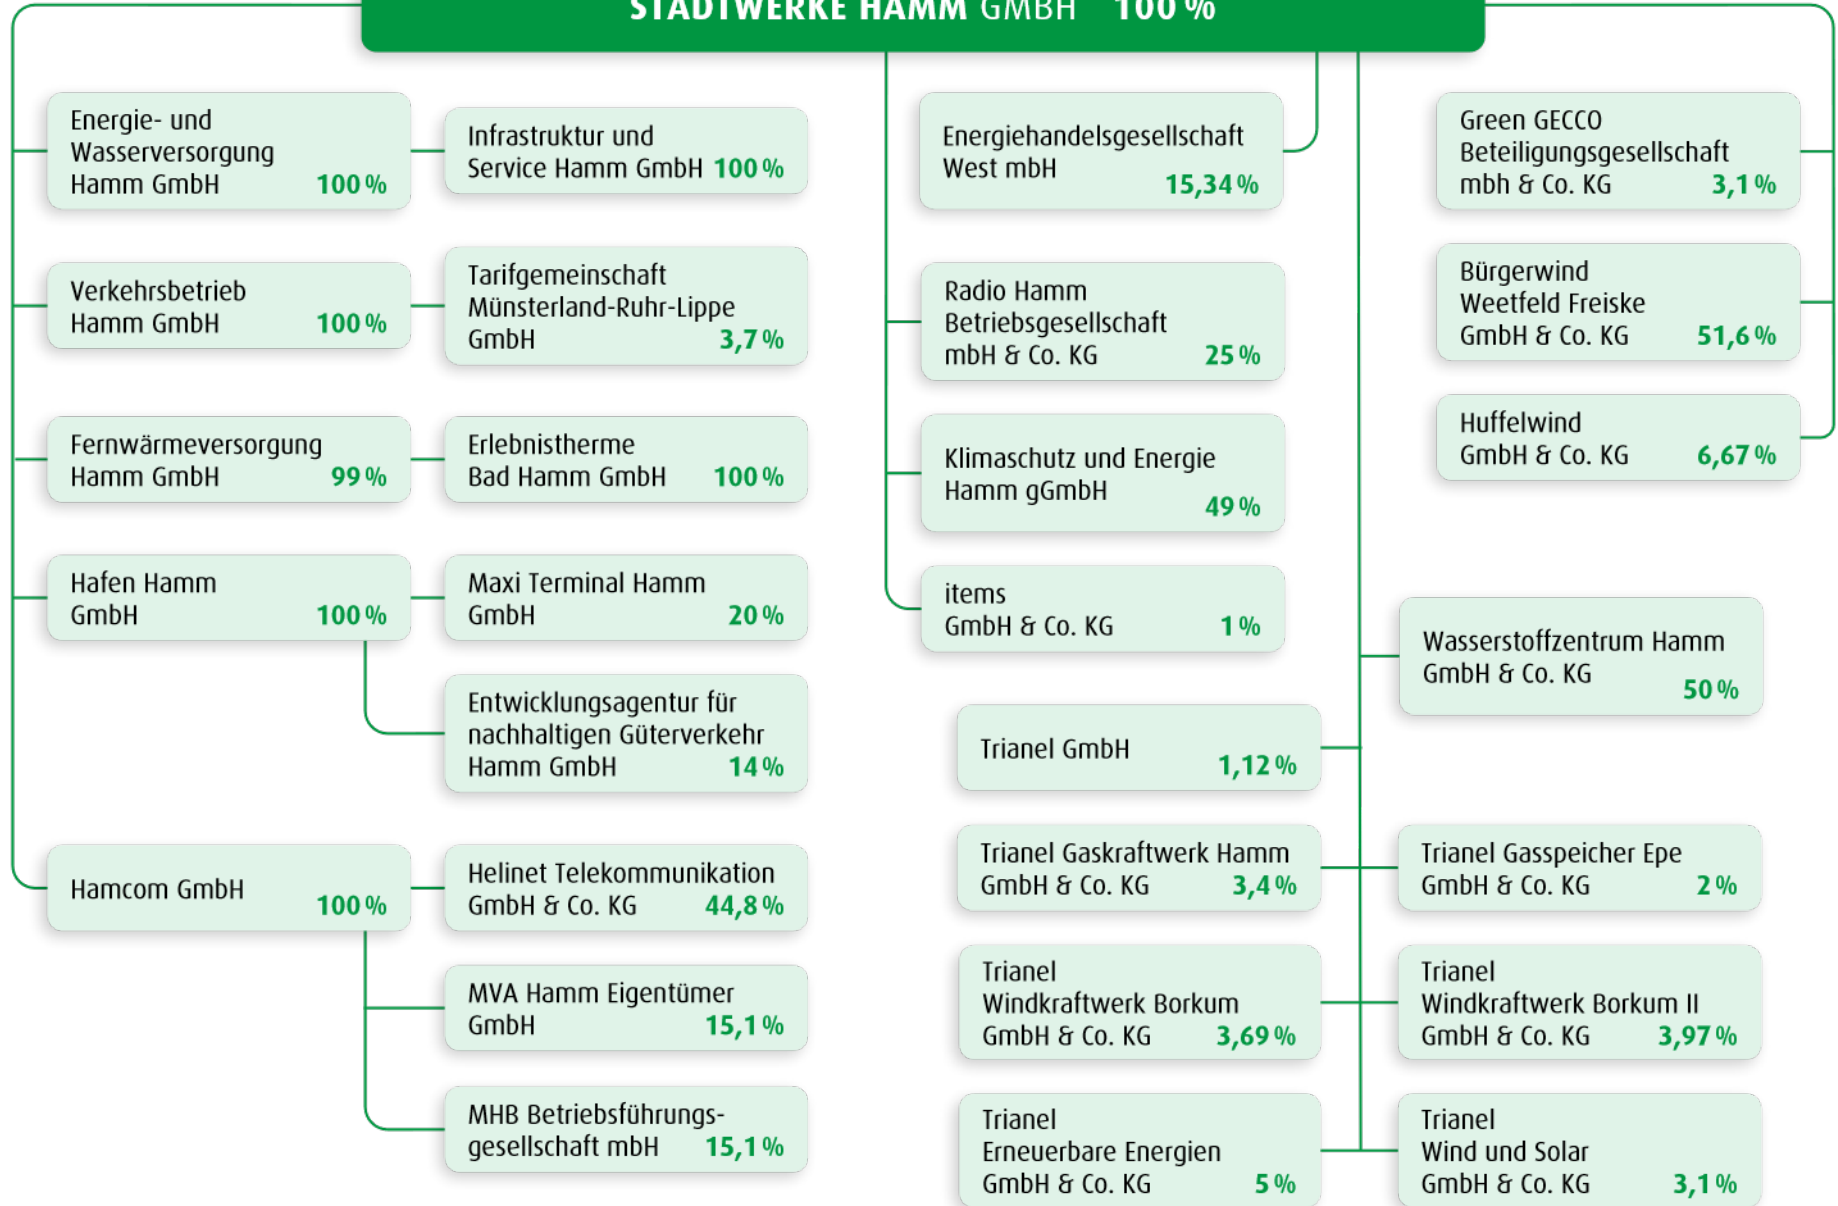 STADTWERKE HAMM GMBH 100 %
Energie- und
Wasserversorgung
Hamm GmbH 100 %
Infrastruktur und
Service Hamm GmbH 100 %
Verkehrsbetrieb
Hamm GmbH 100 %
Tarifgemeinschaft
Münsterland-Ruhr-Lippe
GmbH 3,7 %
Fernwärmeversorgung
Hamm GmbH 99 %
Erlebnistherme
Bad Hamm GmbH 100 %
Hafen Hamm
GmbH 100 %
Maxi Terminal Hamm
GmbH 20 %
Entwicklungsagentur für
nachhaltigen Güterverkehr
Hamm GmbH 14 %
Hamcom GmbH
100 %
Helinet Telekommunikation
GmbH & Co. KG 44,8 %
MVA Hamm Eigentümer
GmbH 15,1 %
MHB Betriebsführungs-
gesellschaft mbH 15,1 %
Energiehandelsgesellschaft
West mbH
15,34 %
Radio Hamm
Betriebsgesellschaft
mbH & Co. KG 25 %
Klimaschutz und Energie
Hamm gGmbH
49 %
items
GmbH & Co. KG 1 %
Green GECCO
Beteiligungsgesellschaft
mbh & Co. KG 3,1 %
Bürgerwind
Weetfeld Freiske
GmbH & Co. KG 51,6 %
Huffelwind
GmbH & Co. KG 6,67 %
Wasserstoffzentrum Hamm
GmbH & Co. KG
50 %
Trianel GmbH
1,12 %
Trianel Gaskraftwerk Hamm
GmbH & Co. KG 3,4 %
Trianel Gasspeicher Epe
GmbH & Co. KG 2 %
Trianel
Windkraftwerk Borkum
GmbH & Co. KG 3,69 %
Trianel
Windkraftwerk Borkum II
GmbH & Co. KG 3,97 %
Trianel
Erneuerbare Energien
GmbH & Co. KG 5 %
Trianel
Wind und Solar
GmbH & Co. KG 3,1 %